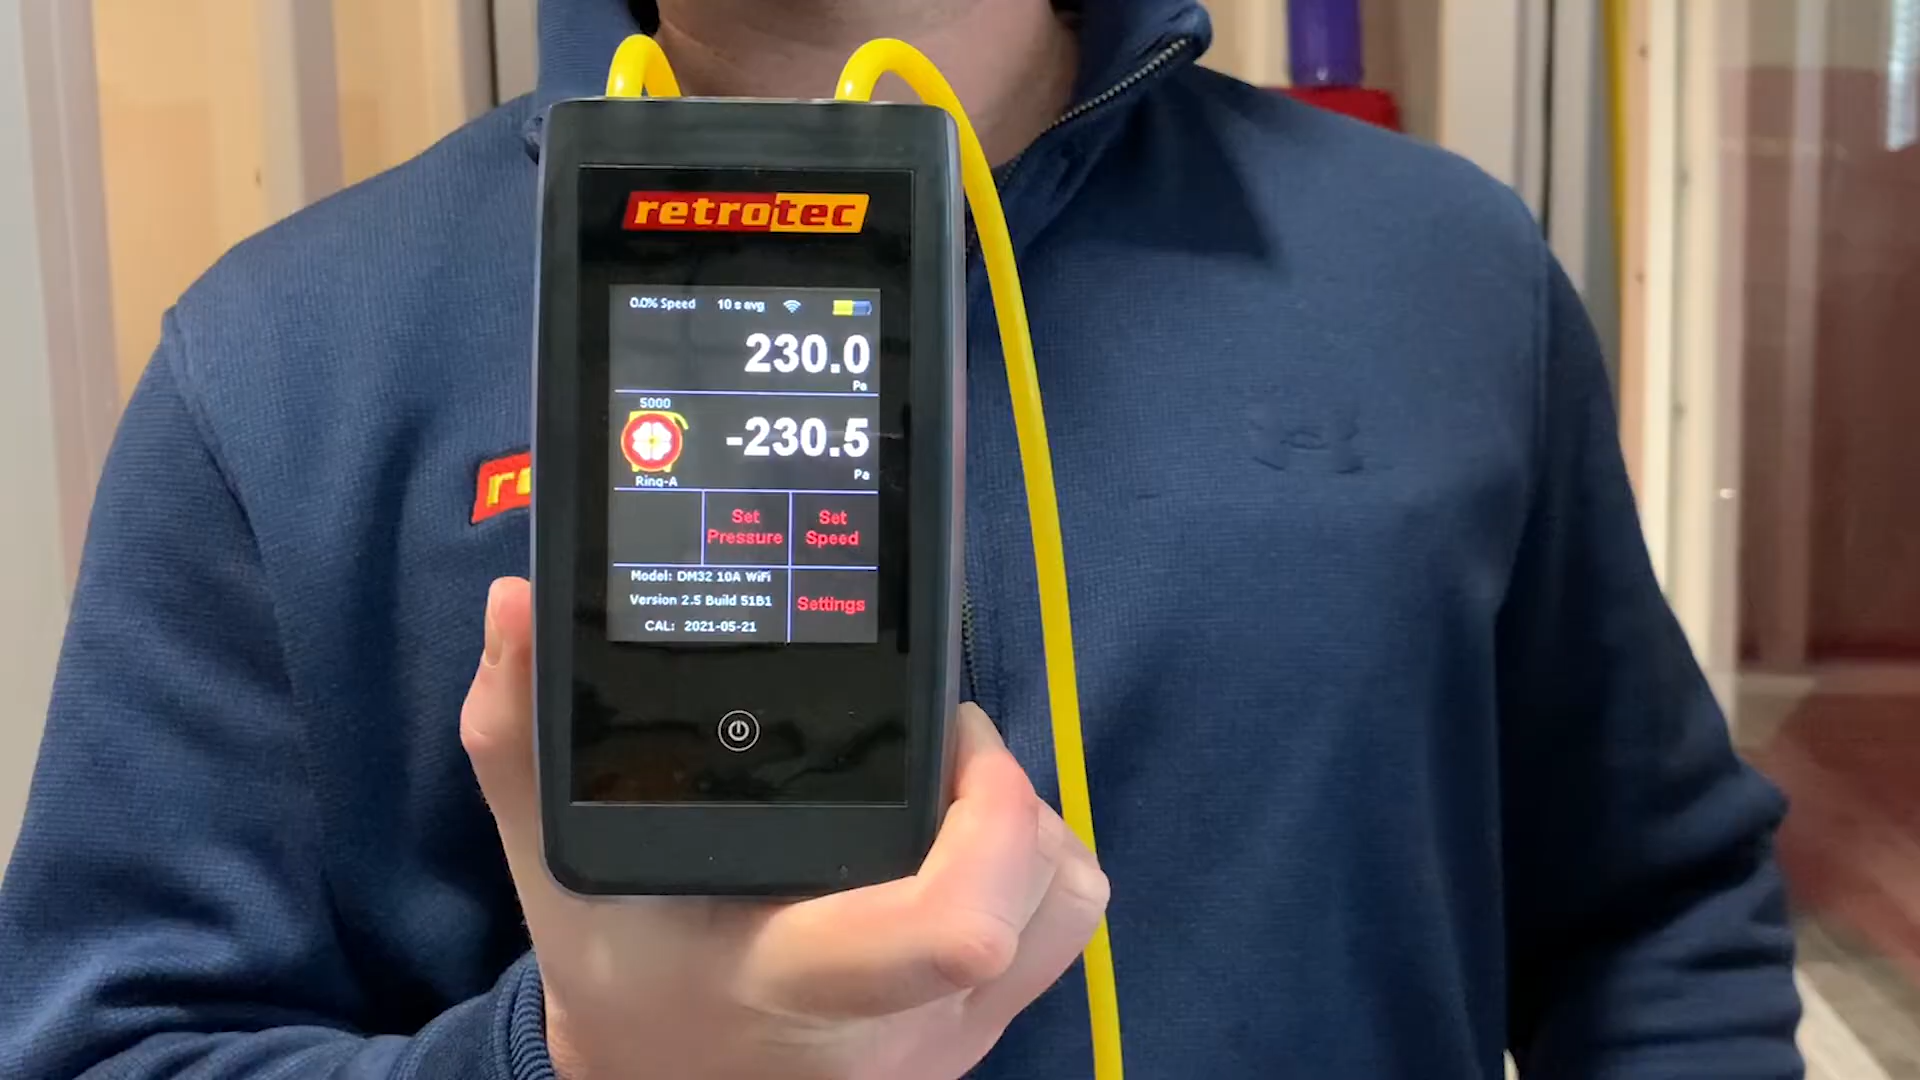 retrotec
0.0% Speed 10 s avg
230.0
Pa
5000
-230.5
Ring-A
Pa
Set
Pressure
Set
Speed
Model: DM32 10A WiFi
Version 2.5 Build 51B1
Settings
CAL: 2021-05-21